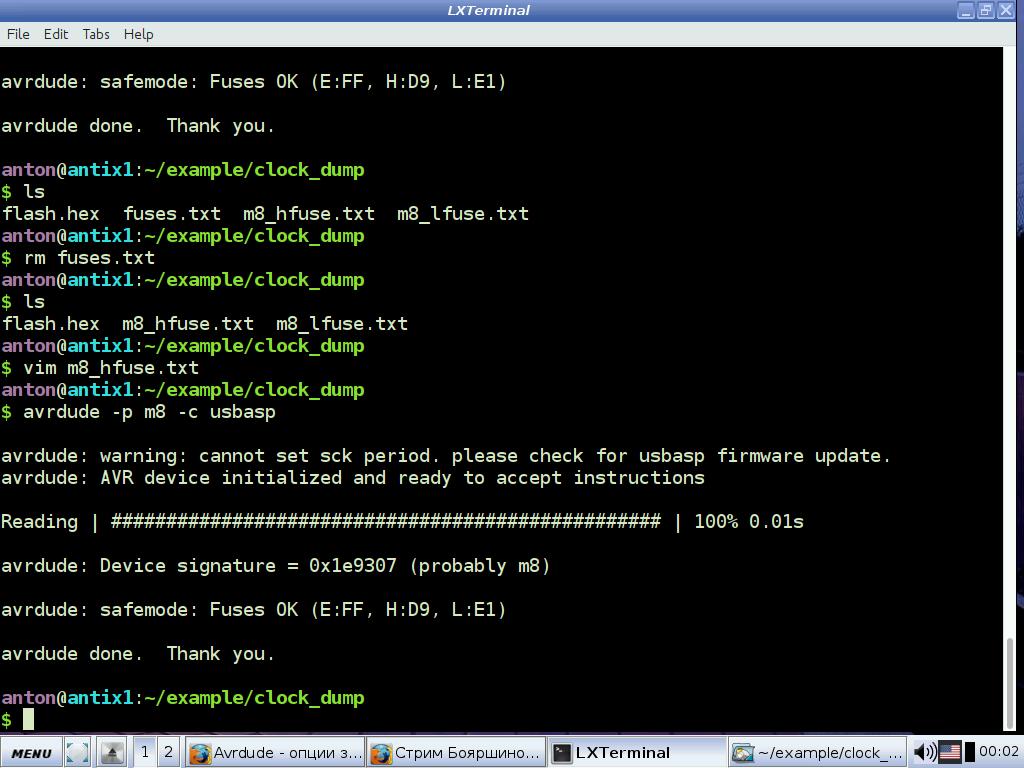 LXTerminal
File Edit Tabs Help
avrdude: safemode: Fuses OK (E:FF, H:D9, L:E1)
avrdude done.  Thank you.
anton@antix1:~/example/clock_dump
$ ls
flash.hex  fuses.txt  m8_hfuse.txt  m8_lfuse.txt
anton@antix1:~/example/clock_dump
$ rm fuses.txt
anton@antix1:~/example/clock_dump
$ ls
flash.hex  m8_hfuse.txt  m8_lfuse.txt
anton@antix1:~/example/clock_dump
$ vim m8_hfuse.txt
anton@antix1:~/example/clock_dump
$ avrdude -p m8 -c usbasp
avrdude: warning: cannot set sck period. please check for usbasp firmware update.
avrdude: AVR device initialized and ready to accept instructions
Reading | ################################################## | 100% 0.01s
avrdude: Device signature = 0x1e9307 (probably m8)
avrdude: safemode: Fuses OK (E:FF, H:D9, L:E1)
avrdude done.  Thank you.
anton@antix1:~/example/clock_dump
$
MENU 1 2 Avrdude - опции з... Стрим Бояршино... LXTerminal ~/example/clock_... 00:02